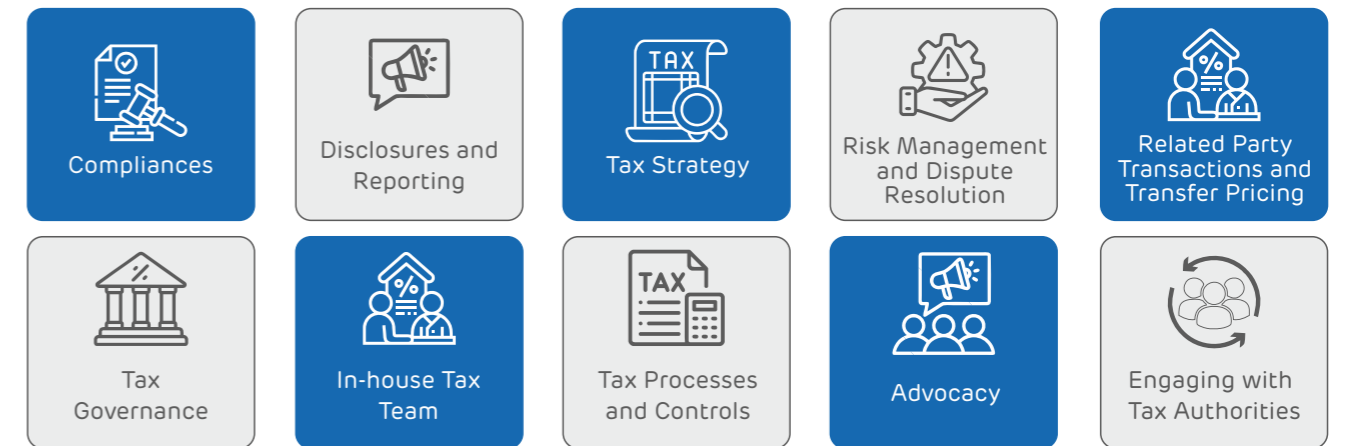 Compliances
Disclosures and
Reporting
TAX
Tax Strategy
Risk Management
and Dispute
Resolution
%
Related Party
Transactions and
Transfer Pricing
%
Tax
Governance
%
In-house Tax
Team
TAX
Tax Processes
and Controls
Advocacy
Engaging with
Tax Authorities